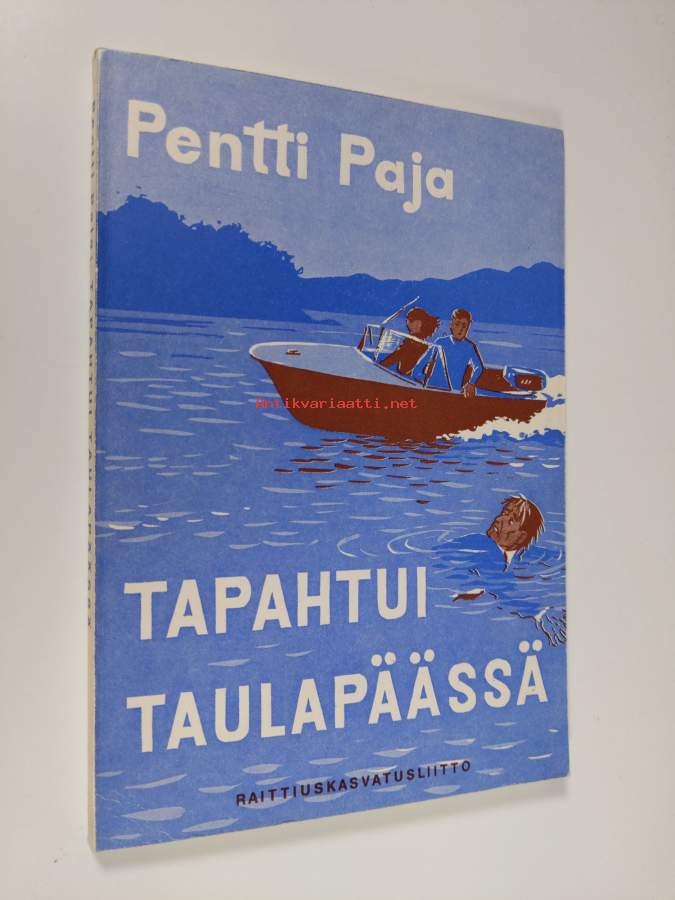 Pentti Paja
Antikvariaatti.net
TAPAHTUI
TAULAPÄÄSSÄ
RAITTIUSKASVATUSLIITTO